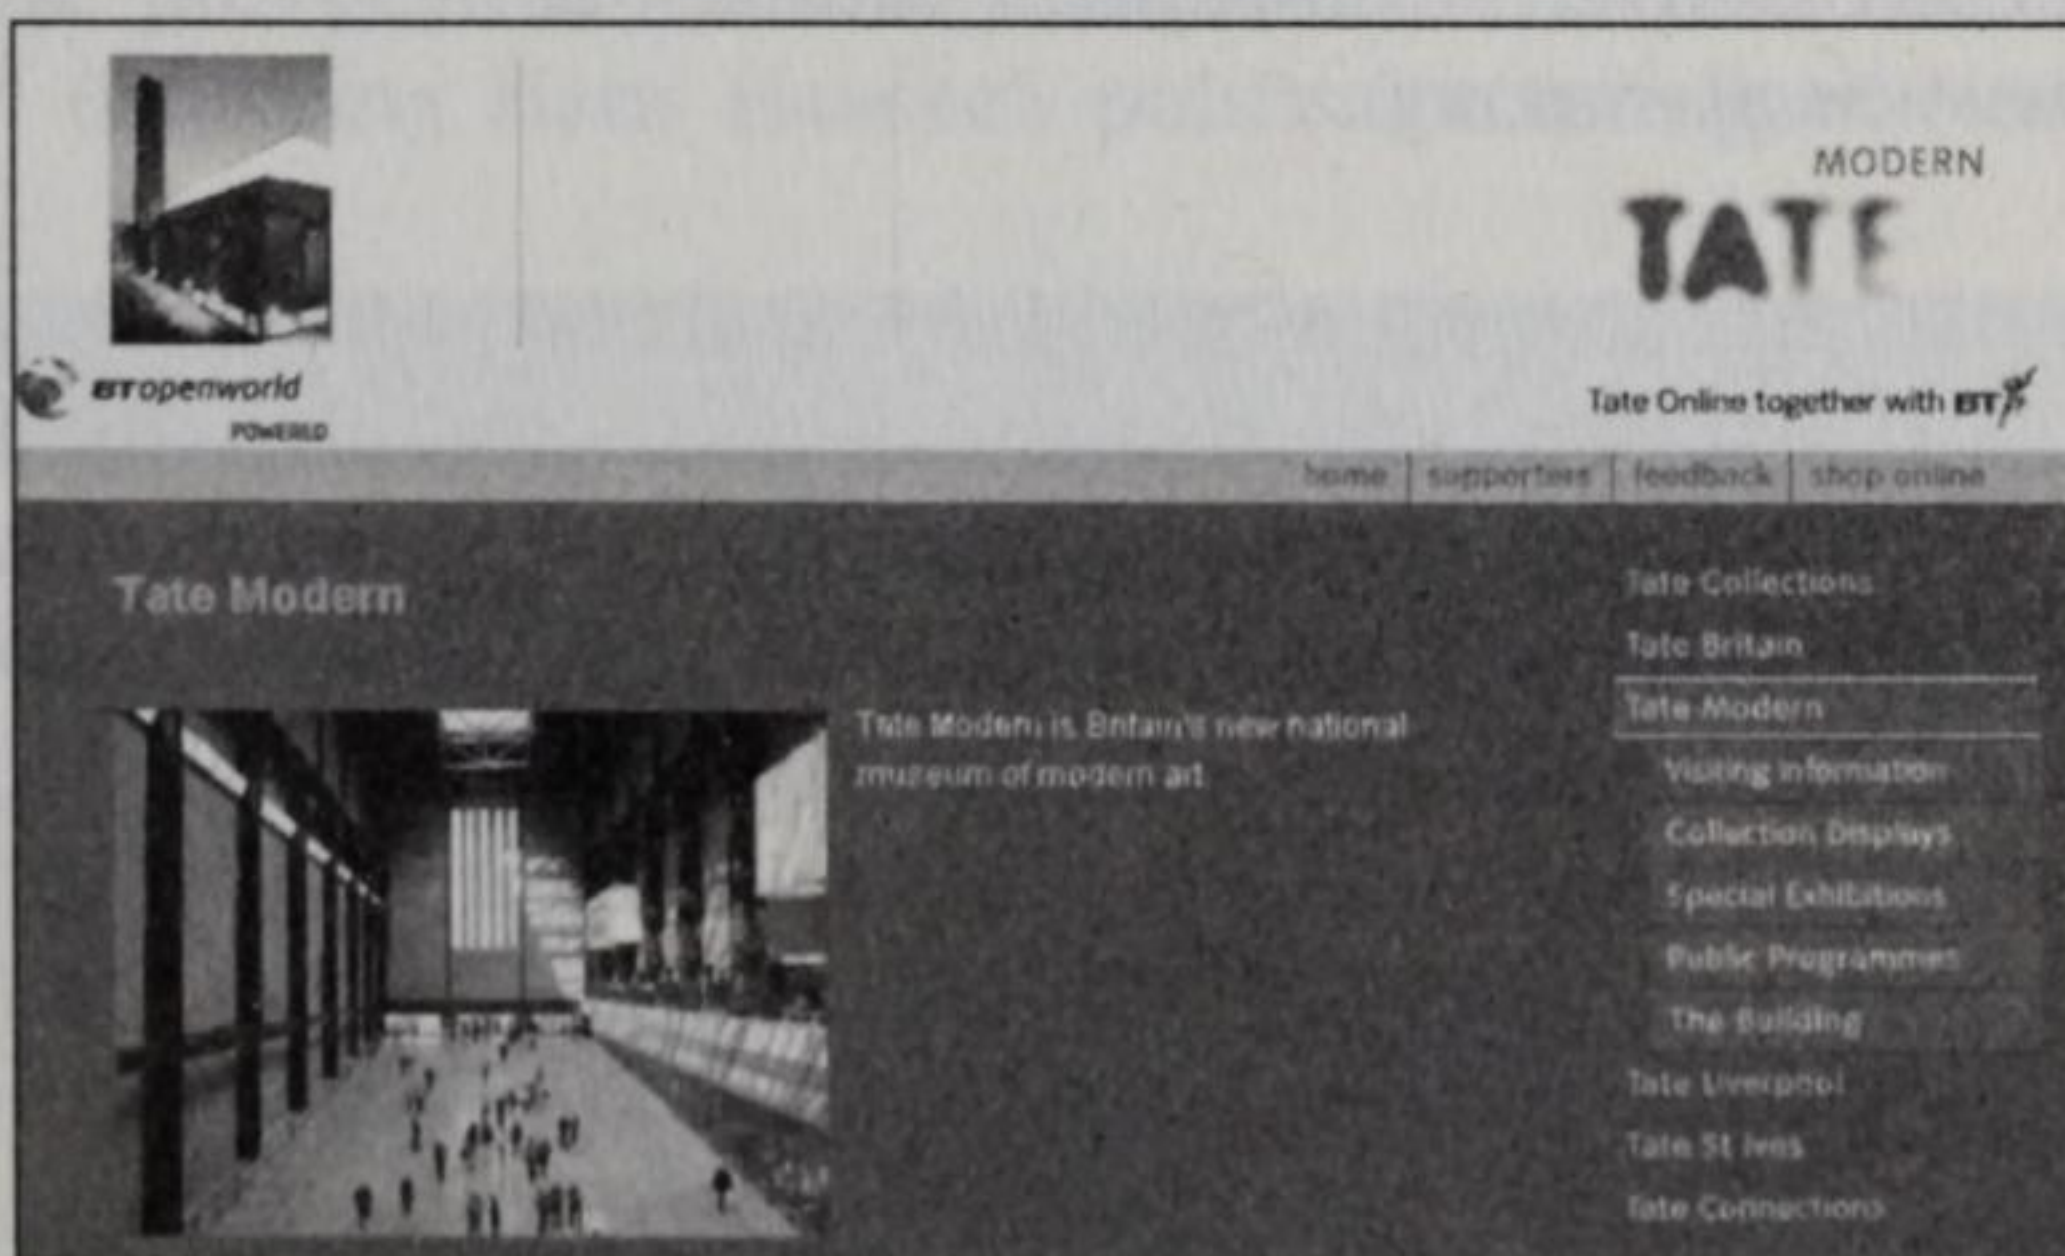 MODERN
TATE
BTopenworld
POWERED
Tate Online together with BT
home | supporters | feedback | shop online
Tate Modern
Tate Modern is Britain's new national
museum of modern art
Tate Collections
Tate Britain
Tate Modern
Visiting Information
Collection Displays
Special Exhibitions
Public Programmes
The Building
Tate Liverpool
Tate St Ives
Tate Connections